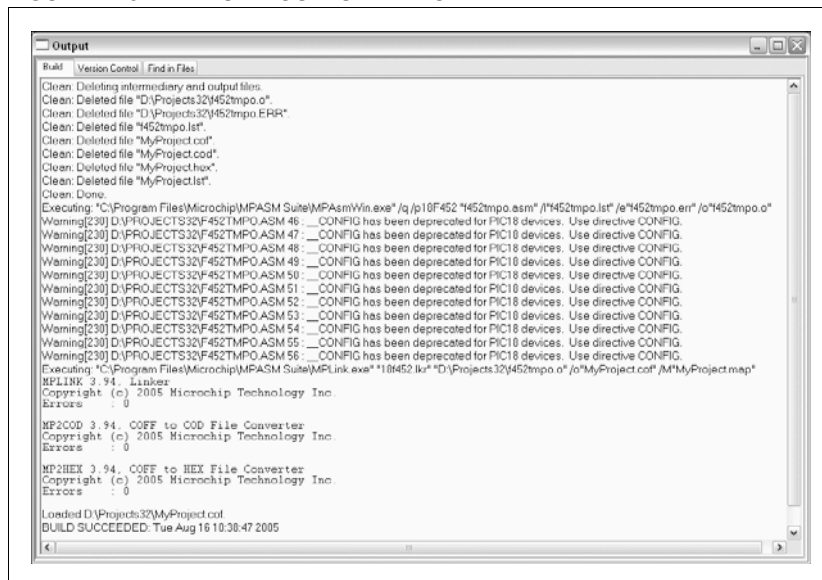 Output
Build Version Control Find in Files
Clean: Deleting intermediary and output files.
Clean: Deleted file "D:\Projects32\f452tmpo.o".
Clean: Deleted file "D:\Projects32\f452tmpo.ERR".
Clean: Deleted file "f452tmpo.lst".
Clean: Deleted file "MyProject.cof".
Clean: Deleted file "MyProject.cod".
Clean: Deleted file "MyProject.hex".
Clean: Deleted file "MyProject.lst".
Clean: Done.
Executing: "C:\Program Files\Microchip\MPASM Suite\MPAsmWin.exe" /q /p18F452 "f452tmpo.asm" /l"f452tmpo.lst" /e"f452tmpo.err" /o"f452tmpo.o"
Warning[230] D:\PROJECTS32\F452TMPO.ASM 46 : __CONFIG has been deprecated for PIC18 devices. Use directive CONFIG.
Warning[230] D:\PROJECTS32\F452TMPO.ASM 47 : __CONFIG has been deprecated for PIC18 devices. Use directive CONFIG.
Warning[230] D:\PROJECTS32\F452TMPO.ASM 48 : __CONFIG has been deprecated for PIC18 devices. Use directive CONFIG.
Warning[230] D:\PROJECTS32\F452TMPO.ASM 49 : __CONFIG has been deprecated for PIC18 devices. Use directive CONFIG.
Warning[230] D:\PROJECTS32\F452TMPO.ASM 50 : __CONFIG has been deprecated for PIC18 devices. Use directive CONFIG.
Warning[230] D:\PROJECTS32\F452TMPO.ASM 51 : __CONFIG has been deprecated for PIC18 devices. Use directive CONFIG.
Warning[230] D:\PROJECTS32\F452TMPO.ASM 52 : __CONFIG has been deprecated for PIC18 devices. Use directive CONFIG.
Warning[230] D:\PROJECTS32\F452TMPO.ASM 53 : __CONFIG has been deprecated for PIC18 devices. Use directive CONFIG.
Warning[230] D:\PROJECTS32\F452TMPO.ASM 54 : __CONFIG has been deprecated for PIC18 devices. Use directive CONFIG.
Warning[230] D:\PROJECTS32\F452TMPO.ASM 55 : __CONFIG has been deprecated for PIC18 devices. Use directive CONFIG.
Warning[230] D:\PROJECTS32\F452TMPO.ASM 56 : __CONFIG has been deprecated for PIC18 devices. Use directive CONFIG.
Executing: "C:\Program Files\Microchip\MPASM Suite\MPLink.exe" "18f452.lkr" "D:\Projects32\f452tmpo.o" /o"MyProject.cof" /M"MyProject.map"
MPLINK 3.94, Linker
Copyright (c) 2005 Microchip Technology Inc.
Errors : 0
MP2COD 3.94, COFF to COD File Converter
Copyright (c) 2005 Microchip Technology Inc.
Errors : 0
MP2HEX 3.94, COFF to HEX File Converter
Copyright (c) 2005 Microchip Technology Inc.
Errors : 0
Loaded D:\Projects32\MyProject.cof.
BUILD SUCCEEDED: Tue Aug 16 10:38:47 2005